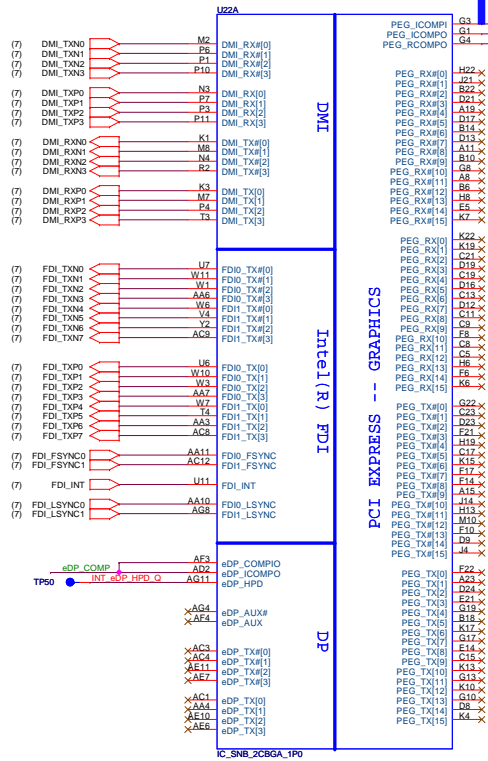 U22A
(7) DMI_TXN0 M2 DMI_RX#[0]
(7) DMI_TXN1 P6 DMI_RX#[1]
(7) DMI_TXN2 P1 DMI_RX#[2]
(7) DMI_TXN3 P10 DMI_RX#[3]
(7) DMI_TXP0 N3 DMI_RX[0]
(7) DMI_TXP1 P7 DMI_RX[1]
(7) DMI_TXP2 P3 DMI_RX[2]
(7) DMI_TXP3 P11 DMI_RX[3]
(7) DMI_RXN0 K1 DMI_TX#[0]
(7) DMI_RXN1 M8 DMI_TX#[1]
(7) DMI_RXN2 N4 DMI_TX#[2]
(7) DMI_RXN3 R2 DMI_TX#[3]
(7) DMI_RXP0 K3 DMI_TX[0]
(7) DMI_RXP1 M7 DMI_TX[1]
(7) DMI_RXP2 P4 DMI_TX[2]
(7) DMI_RXP3 T3 DMI_TX[3]
DMI
(7) FDI_TXN0 U7 FDI0_TX#[0]
(7) FDI_TXN1 W11 FDI0_TX#[1]
(7) FDI_TXN2 W1 FDI0_TX#[2]
(7) FDI_TXN3 AA6 FDI0_TX#[3]
(7) FDI_TXN4 W6 FDI1_TX#[0]
(7) FDI_TXN5 V4 FDI1_TX#[1]
(7) FDI_TXN6 Y2 FDI1_TX#[2]
(7) FDI_TXN7 AC9 FDI1_TX#[3]
(7) FDI_TXP0 U6 FDI0_TX[0]
(7) FDI_TXP1 W10 FDI0_TX[1]
(7) FDI_TXP2 W3 FDI0_TX[2]
(7) FDI_TXP3 AA7 FDI0_TX[3]
(7) FDI_TXP4 W7 FDI1_TX[0]
(7) FDI_TXP5 T4 FDI1_TX[1]
(7) FDI_TXP6 AA3 FDI1_TX[2]
(7) FDI_TXP7 AC8 FDI1_TX[3]
(7) FDI_FSYNC0 AA11 FDI0_FSYNC
(7) FDI_FSYNC1 AC12 FDI1_FSYNC
(7) FDI_INT U11 FDI_INT
(7) FDI_LSYNC0 AA10 FDI0_LSYNC
(7) FDI_LSYNC1 AG8 FDI1_LSYNC
Intel(R) FDI
AF3 eDP_COMPIO
eDP_COMP AD2 eDP_ICOMPO
TP50 INT_eDP_HPD_Q AG11 eDP_HPD
AG4 eDP_AUX#
AF4 eDP_AUX
AC3 eDP_TX#[0]
AC4 eDP_TX#[1]
AE11 eDP_TX#[2]
AE7 eDP_TX#[3]
AC1 eDP_TX[0]
AA4 eDP_TX[1]
AE10 eDP_TX[2]
AE6 eDP_TX[3]
DP
PCI EXPRESS -- GRAPHICS
PEG_ICOMPI G3
PEG_ICOMPO G1
PEG_RCOMPO G4
PEG_RX#[0] H22
PEG_RX#[1] J21
PEG_RX#[2] B22
PEG_RX#[3] D21
PEG_RX#[4] A19
PEG_RX#[5] D17
PEG_RX#[6] B14
PEG_RX#[7] D13
PEG_RX#[8] A11
PEG_RX#[9] B10
PEG_RX#[10] G8
PEG_RX#[11] A8
PEG_RX#[12] B6
PEG_RX#[13] H8
PEG_RX#[14] E5
PEG_RX#[15] K7
PEG_RX[0] K22
PEG_RX[1] K19
PEG_RX[2] C21
PEG_RX[3] D19
PEG_RX[4] C19
PEG_RX[5] D16
PEG_RX[6] C13
PEG_RX[7] D12
PEG_RX[8] C11
PEG_RX[9] C9
PEG_RX[10] F8
PEG_RX[11] C8
PEG_RX[12] C5
PEG_RX[13] H6
PEG_RX[14] F6
PEG_RX[15] K6
PEG_TX#[0] G22
PEG_TX#[1] C23
PEG_TX#[2] D23
PEG_TX#[3] F21
PEG_TX#[4] H19
PEG_TX#[5] C17
PEG_TX#[6] K15
PEG_TX#[7] F17
PEG_TX#[8] F14
PEG_TX#[9] A15
PEG_TX#[10] J14
PEG_TX#[11] H13
PEG_TX#[12] M10
PEG_TX#[13] F10
PEG_TX#[14] D9
PEG_TX#[15] J4
PEG_TX[0] F22
PEG_TX[1] A23
PEG_TX[2] D24
PEG_TX[3] E21
PEG_TX[4] G19
PEG_TX[5] B18
PEG_TX[6] K17
PEG_TX[7] G17
PEG_TX[8] E14
PEG_TX[9] C15
PEG_TX[10] K13
PEG_TX[11] G13
PEG_TX[12] K10
PEG_TX[13] G10
PEG_TX[14] D8
PEG_TX[15] K4
IC_SNB_2CBGA_1P0